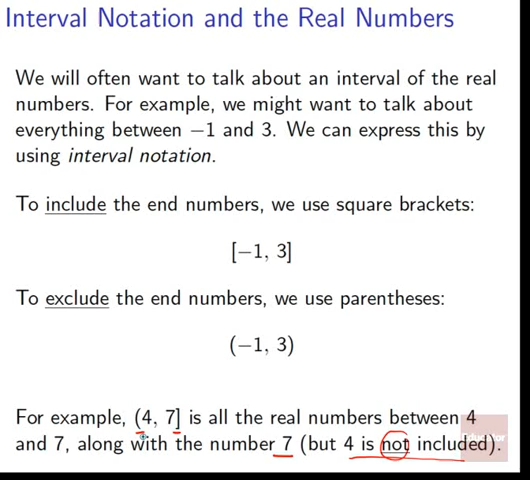 Interval Notation and the Real Numbers
We will often want to talk about an interval of the real
numbers. For example, we might want to talk about
everything between −1 and 3. We can express this by
using interval notation.
To include the end numbers, we use square brackets:
[−1, 3]
To exclude the end numbers, we use parentheses:
(−1, 3)
For example, (4, 7] is all the real numbers between 4
and 7, along with the number 7 (but 4 is not included).